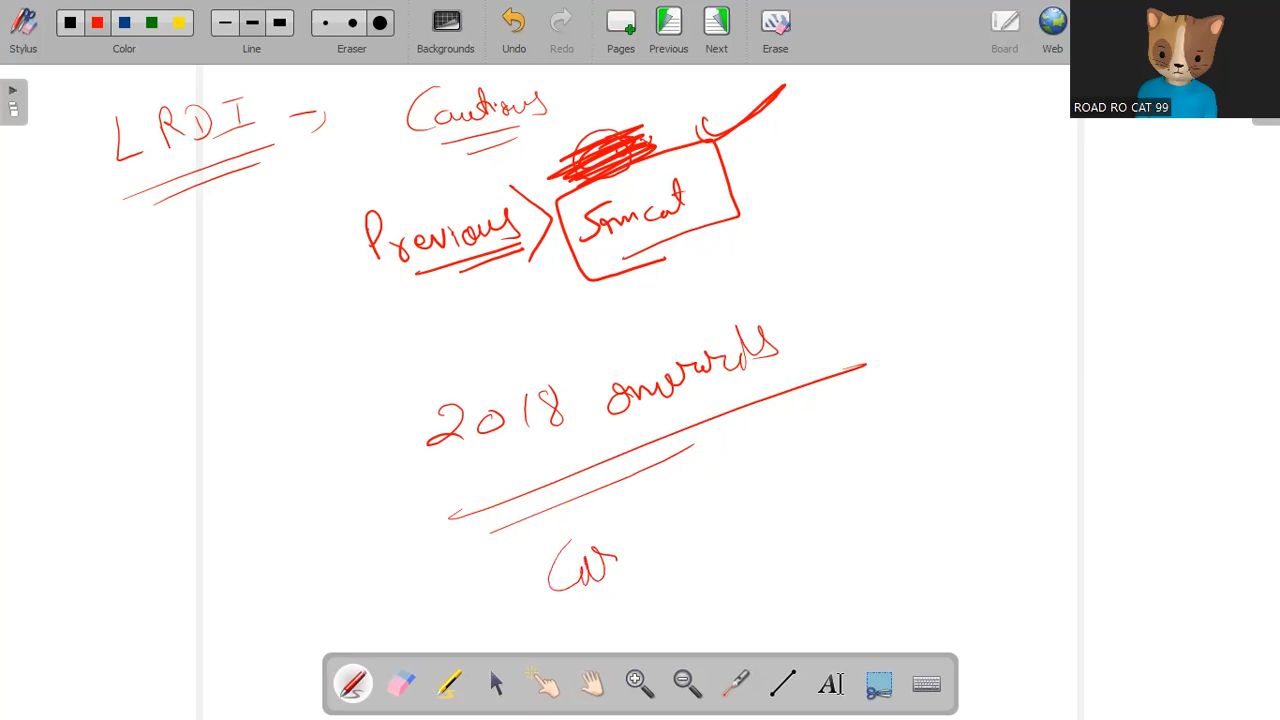 Stylus Color Line Eraser Backgrounds Undo Redo Pages Previous Next Erase Board Web
ROAD RO CAT 99
LRDI → Cautious
Previous > Simcat
2018 onwards